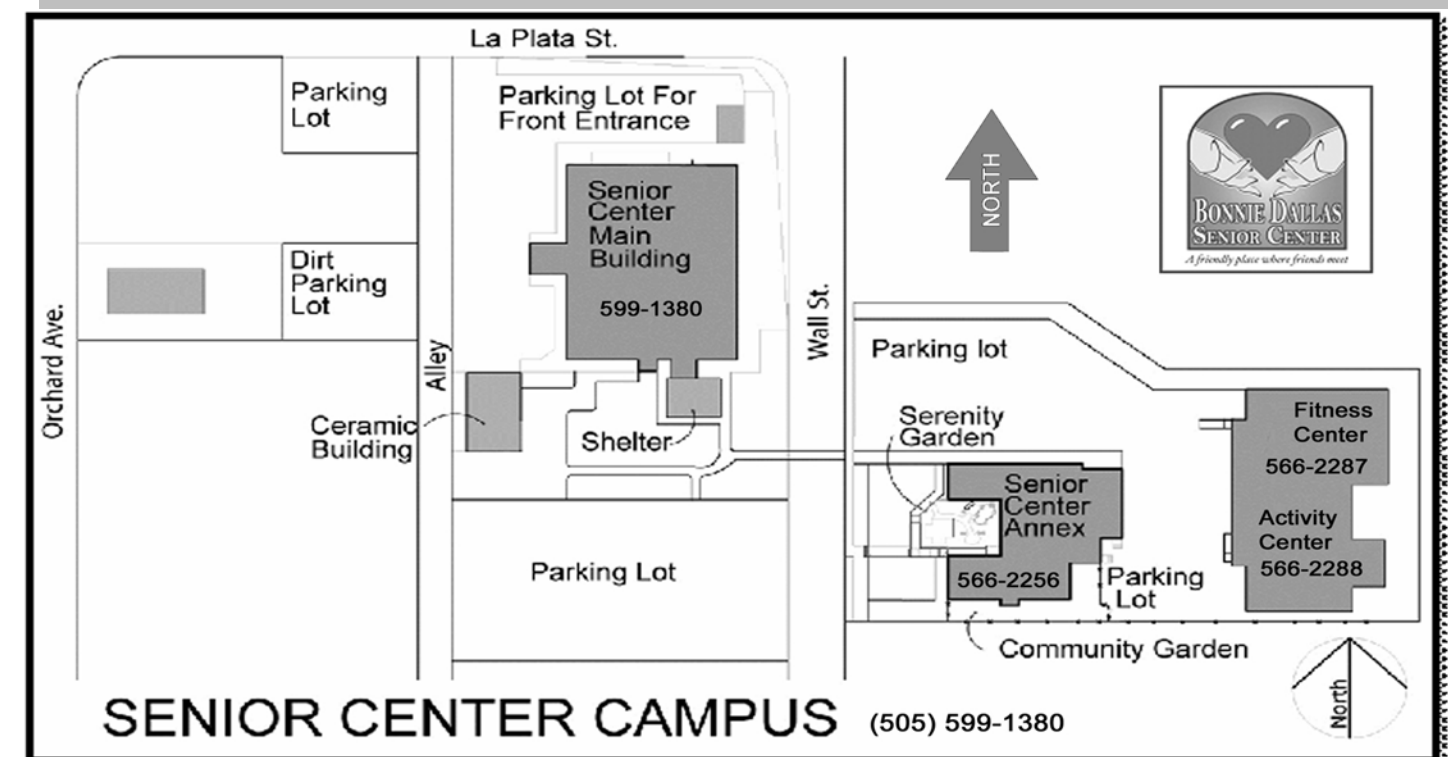 La Plata St.
Parking
Lot
Parking Lot For
Front Entrance
NORTH
BONNIE DALLAS
SENIOR CENTER
A friendly place where friends meet
Senior
Center
Main
Building
599-1380
Dirt
Parking
Lot
Orchard Ave.
Alley
Wall St.
Parking lot
Ceramic
Building
Shelter
Serenity
Garden
Fitness
Center
566-2287
Senior
Center
Annex
566-2256
Activity
Center
566-2288
Parking Lot
Parking
Lot
Community Garden
North
SENIOR CENTER CAMPUS (505) 599-1380